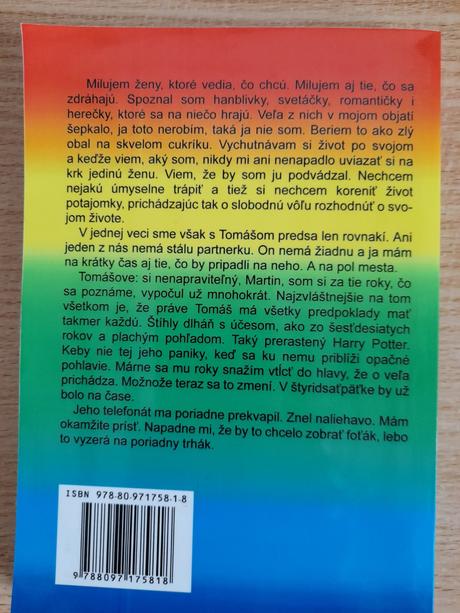 Milujem ženy, ktoré vedia, čo chcú. Milujem aj tie, čo sa
zdráhajú. Spoznal som hanblivky, svetáčky, romantičky i
herečky, ktoré sa na niečo hrajú. Veľa z nich v mojom objatí
šepkalo, ja toto nerobím, taká ja nie som. Beriem to ako zlý
obal na skvelom cukríku. Vychutnávam si život po svojom
a keďže viem, aký som, nikdy mi ani nenapadlo uviazať si na
krk jedinú ženu. Viem, že by som ju podvádzal. Nechcem
nejakú úmyselne trápiť a tiež si nechcem koreniť život
potajomky, prichádzajúc tak o slobodnú vôľu rozhodnúť o svo-
jom živote.
V jednej veci sme však s Tomášom predsa len rovnakí. Ani
jeden z nás nemá stálu partnerku. On nemá žiadnu a ja mám
na krátky čas aj tie, čo by pripadli na neho. A na pol mesta.
Tomášove: si nenapraviteľný, Martin, som si za tie roky, čo
sa poznáme, vypočul už mnohokrát. Najzvláštnejšie na tom
všetkom je, že práve Tomáš má všetky predpoklady mať
takmer každú. Štíhly dlháň s účesom, ako zo šesťdesiatych
rokov a plachým pohľadom. Taký prerastený Harry Potter.
Keby nie tej jeho paniky, keď sa ku nemu priblíži opačné
pohlavie. Márne sa mu roky snažím vtĺcť do hlavy, že o veľa
prichádza. Možnože teraz sa to zmení. V štyridsaťpäťke by už
bolo na čase.
Jeho telefonát ma poriadne prekvapil. Znel naliehavo. Mám
okamžite prísť. Napadne mi, že by to chcelo zobrať foťák, lebo
to vyzerá na poriadny trhák.
ISBN 978-80-971758-1-8
9 788097 175818